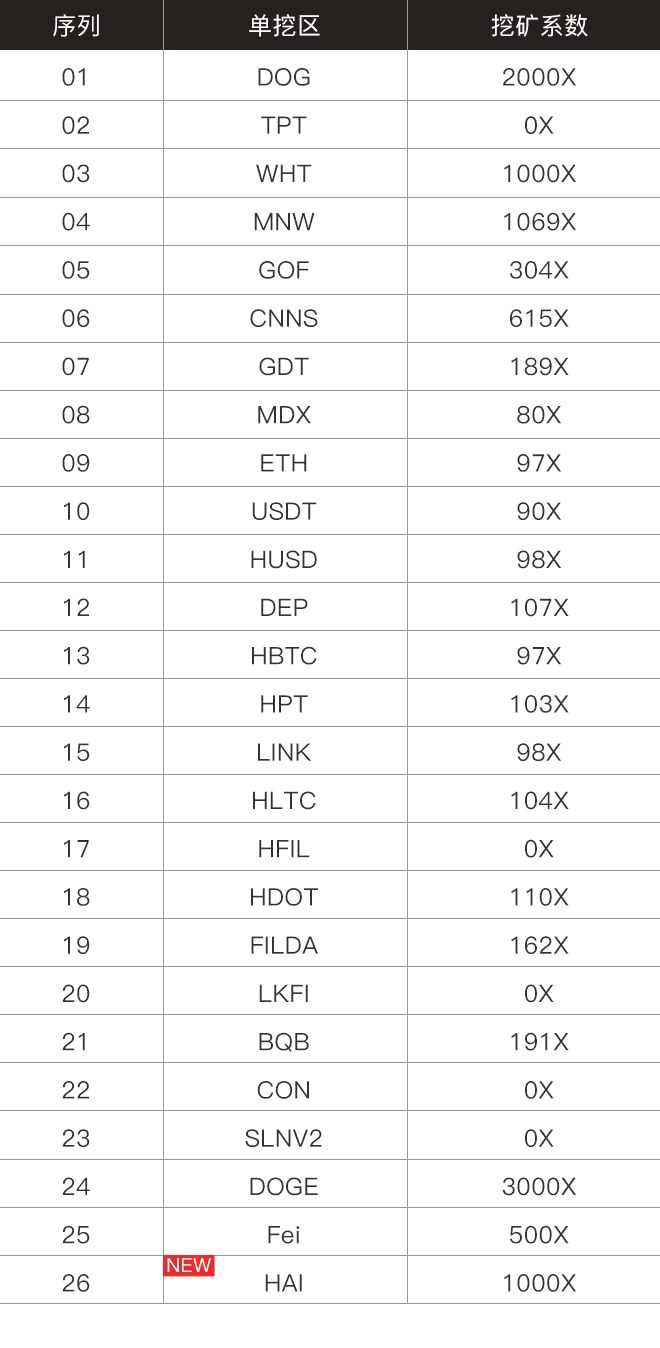 序列 单挖区 挖矿系数
01 DOG 2000X
02 TPT 0X
03 WHT 1000X
04 MNW 1069X
05 GOF 304X
06 CNNS 615X
07 GDT 189X
08 MDX 80X
09 ETH 97X
10 USDT 90X
11 HUSD 98X
12 DEP 107X
13 HBTC 97X
14 HPT 103X
15 LINK 98X
16 HLTC 104X
17 HFIL 0X
18 HDOT 110X
19 FILDA 162X
20 LKFI 0X
21 BQB 191X
22 CON 0X
23 SLNV2 0X
24 DOGE 3000X
25 Fei 500X
NEW
26 HAI 1000X